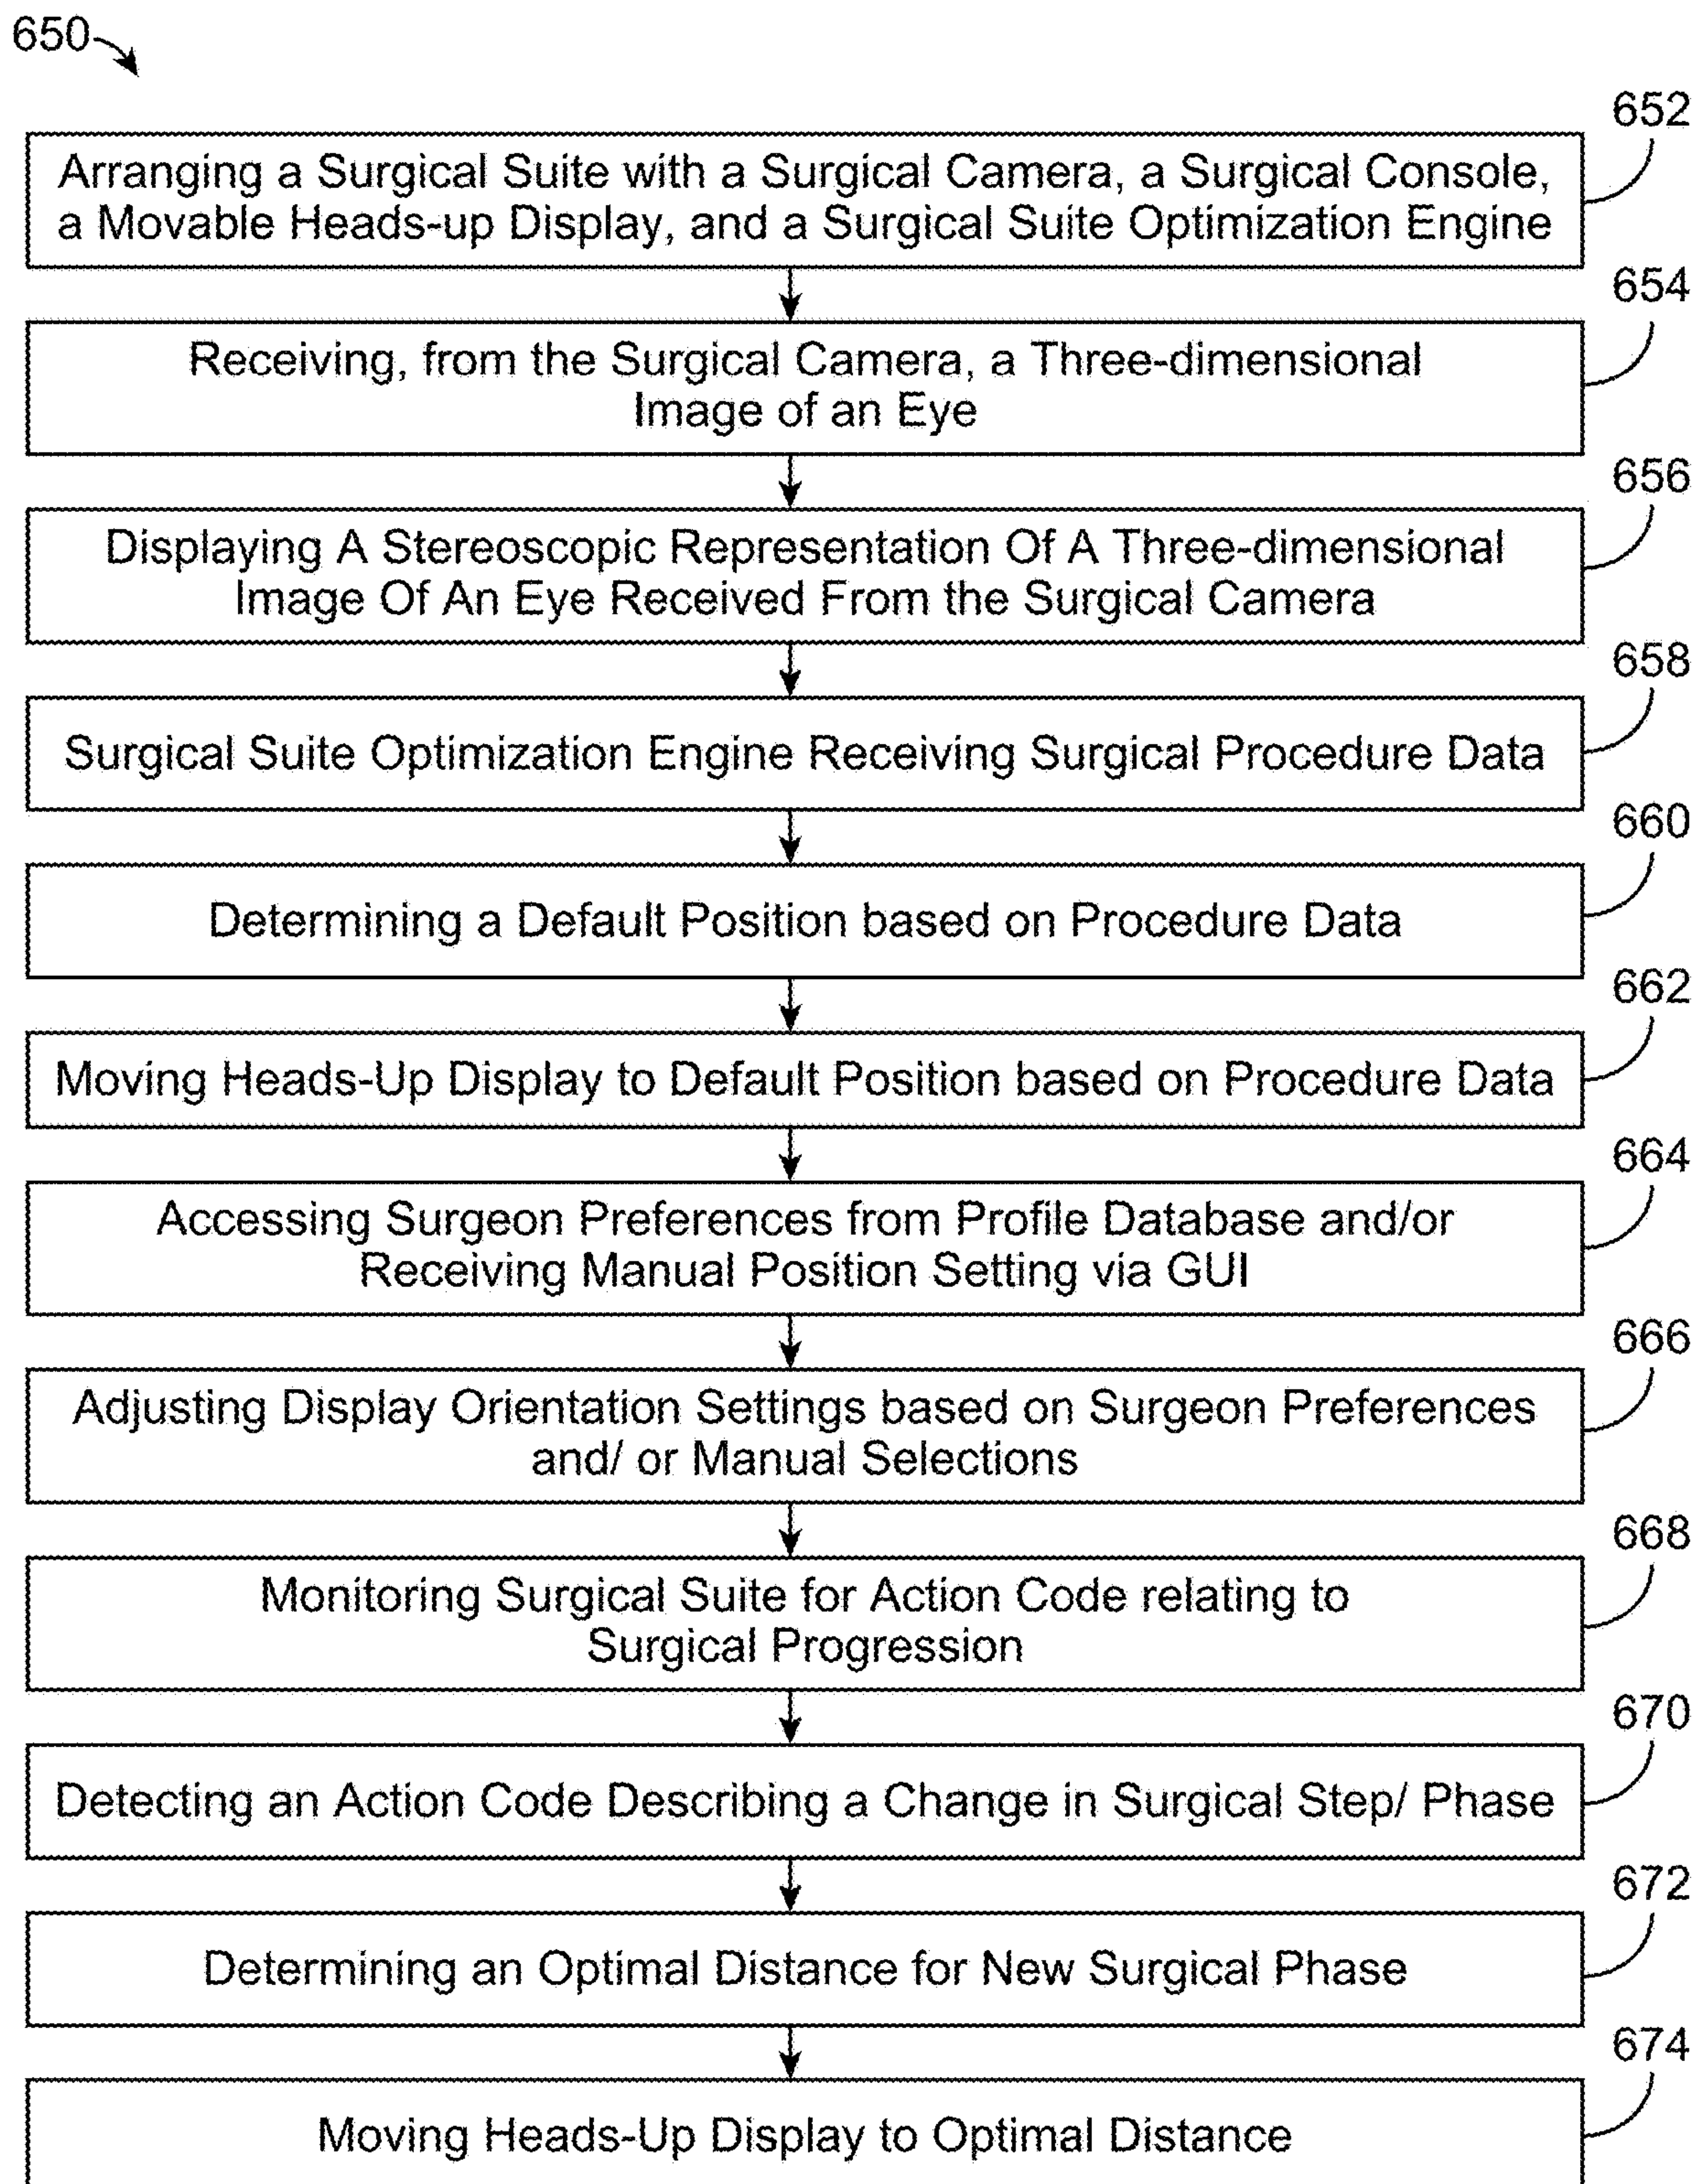 650
652
Arranging a Surgical Suite with a Surgical Camera, a Surgical Console,
a Movable Heads-up Display, and a Surgical Suite Optimization Engine
654
Receiving, from the Surgical Camera, a Three-dimensional
Image of an Eye
656
Displaying A Stereoscopic Representation Of A Three-dimensional
Image Of An Eye Received From the Surgical Camera
658
Surgical Suite Optimization Engine Receiving Surgical Procedure Data
660
Determining a Default Position based on Procedure Data
662
Moving Heads-Up Display to Default Position based on Procedure Data
664
Accessing Surgeon Preferences from Profile Database and/or
Receiving Manual Position Setting via GUI
666
Adjusting Display Orientation Settings based on Surgeon Preferences
and/ or Manual Selections
668
Monitoring Surgical Suite for Action Code relating to
Surgical Progression
670
Detecting an Action Code Describing a Change in Surgical Step/ Phase
672
Determining an Optimal Distance for New Surgical Phase
674
Moving Heads-Up Display to Optimal Distance